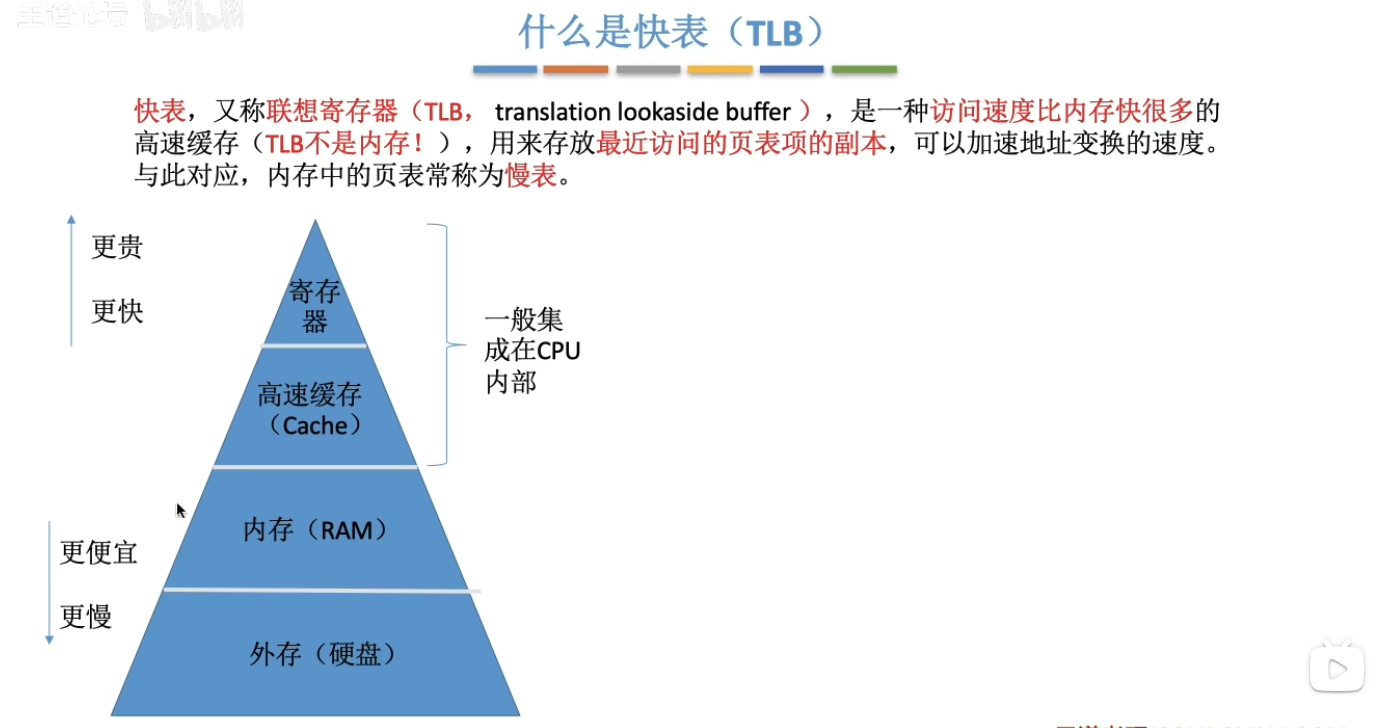 王道论坛 bilibili
什么是快表（TLB）
快表，又称联想寄存器（TLB， translation lookaside buffer ），是一种访问速度比内存快很多的
高速缓存（TLB不是内存！），用来存放最近访问的页表项的副本，可以加速地址变换的速度。
与此对应，内存中的页表常称为慢表。
更贵
更快
寄存
器
高速缓存
（Cache）
一般集
成在CPU
内部
内存（RAM）
更便宜
更慢
外存（硬盘）